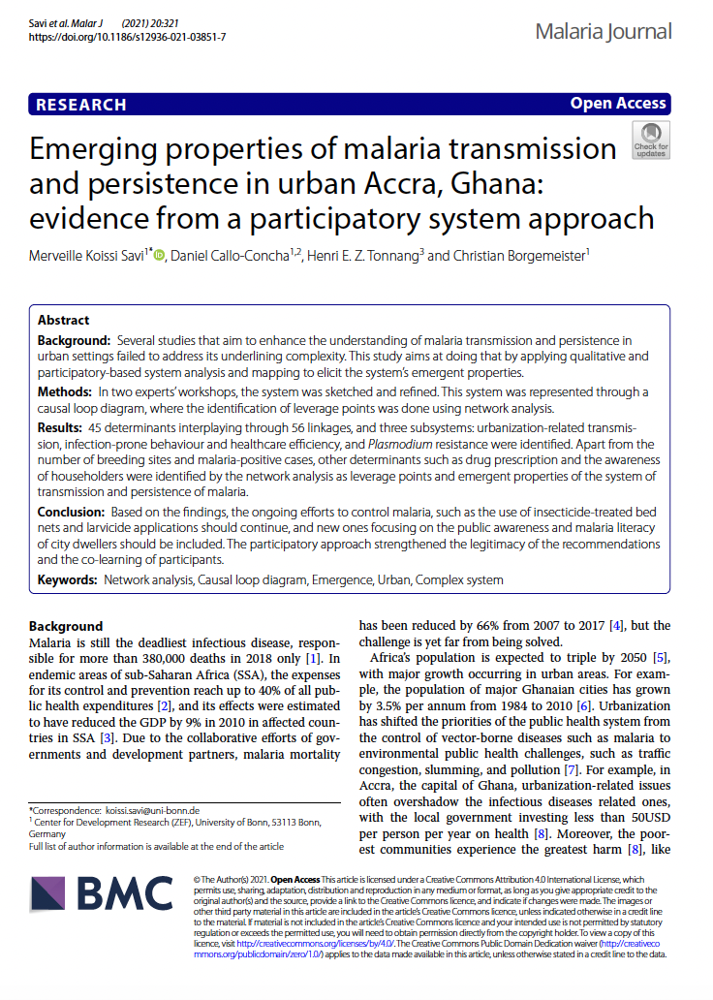 Savi et al. Malar J (2021) 20:321
https://doi.org/10.1186/s12936-021-03851-7
Malaria Journal
RESEARCH
Open Access
Check for
updates
Emerging properties of malaria transmission
and persistence in urban Accra, Ghana:
evidence from a participatory system approach
Merveille Koissi Savi1*, Daniel Callo-Concha1,2, Henri E. Z. Tonnang3 and Christian Borgemeister1
Abstract
Background: Several studies that aim to enhance the understanding of malaria transmission and persistence in
urban settings failed to address its underlining complexity. This study aims at doing that by applying qualitative and
participatory-based system analysis and mapping to elicit the system's emergent properties.
Methods: In two experts' workshops, the system was sketched and refined. This system was represented through a
causal loop diagram, where the identification of leverage points was done using network analysis.
Results: 45 determinants interplaying through 56 linkages, and three subsystems: urbanization-related transmis-
sion, infection-prone behaviour and healthcare efficiency, and Plasmodium resistance were identified. Apart from the
number of breeding sites and malaria-positive cases, other determinants such as drug prescription and the awareness
of householders were identified by the network analysis as leverage points and emergent properties of the system of
transmission and persistence of malaria.
Conclusion: Based on the findings, the ongoing efforts to control malaria, such as the use of insecticide-treated bed
nets and larvicide applications should continue, and new ones focusing on the public awareness and malaria literacy
of city dwellers should be included. The participatory approach strengthened the legitimacy of the recommendations
and the co-learning of participants.
Keywords: Network analysis, Causal loop diagram, Emergence, Urban, Complex system
Background
Malaria is still the deadliest infectious disease, respon-
sible for more than 380,000 deaths in 2018 only [1]. In
endemic areas of sub-Saharan Africa (SSA), the expenses
for its control and prevention reach up to 40% of all pub-
lic health expenditures [2], and its effects were estimated
to have reduced the GDP by 9% in 2010 in affected coun-
tries in SSA [3]. Due to the collaborative efforts of gov-
ernments and development partners, malaria mortality
*Correspondence: koissi.savi@uni-bonn.de
1 Center for Development Research (ZEF), University of Bonn, 53113 Bonn,
Germany
Full list of author information is available at the end of the article
has been reduced by 66% from 2007 to 2017 [4], but the
challenge is yet far from being solved.
Africa's population is expected to triple by 2050 [5],
with major growth occurring in urban areas. For exam-
ple, the population of major Ghanaian cities has grown
by 3.5% per annum from 1984 to 2010 [6]. Urbanization
has shifted the priorities of the public health system from
the control of vector-borne diseases such as malaria to
environmental public health challenges, such as traffic
congestion, slumming, and pollution [7]. For example, in
Accra, the capital of Ghana, urbanization-related issues
often overshadow the infectious diseases related ones,
with the local government investing less than 50USD
per person per year on health [8]. Moreover, the poor-
est communities experience the greatest harm [8], like
BMC
© The Author(s) 2021. Open Access This article is licensed under a Creative Commons Attribution 4.0 International License, which
permits use, sharing, adaptation, distribution and reproduction in any medium or format, as long as you give appropriate credit to the
original author(s) and the source, provide a link to the Creative Commons licence, and indicate if changes were made. The images or
other third party material in this article are included in the article's Creative Commons licence, unless indicated otherwise in a credit line
to the material. If material is not included in the article's Creative Commons licence and your intended use is not permitted by statutory
regulation or exceeds the permitted use, you will need to obtain permission directly from the copyright holder. To view a copy of this
licence, visit http://creativecommons.org/licenses/by/4.0/. The Creative Commons Public Domain Dedication waiver (http://creativeco
mmons.org/publicdomain/zero/1.0/) applies to the data made available in this article, unless otherwise stated in a credit line to the data.